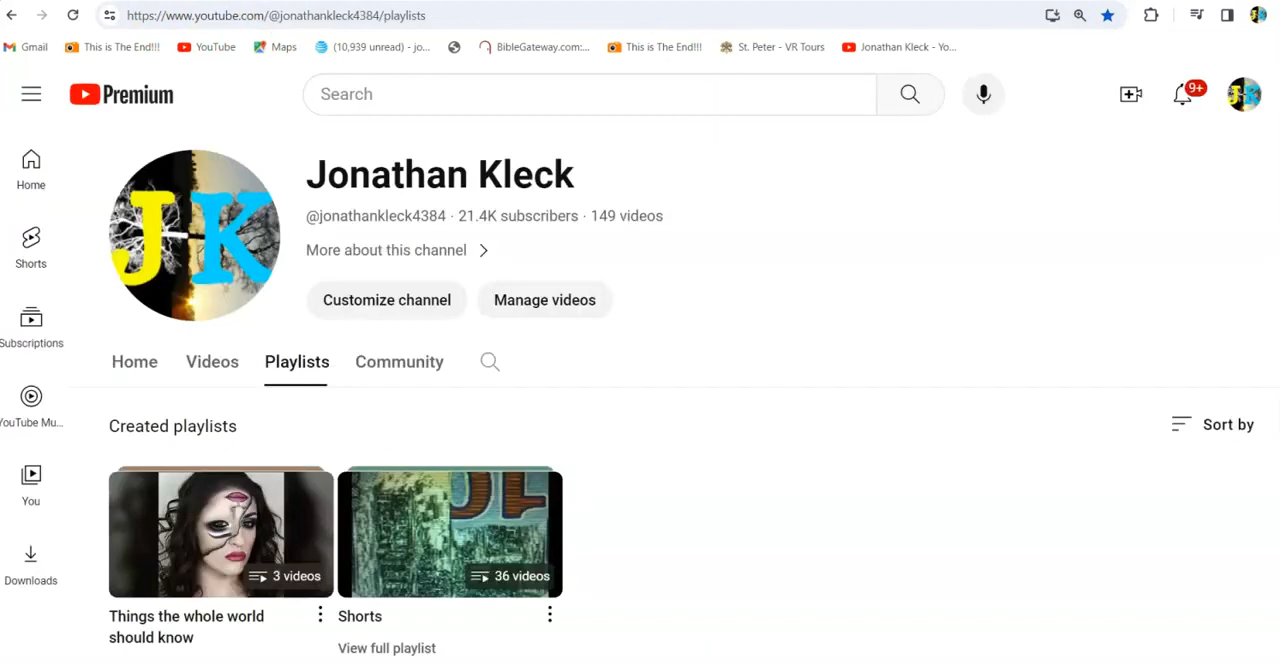 https://www.youtube.com/@jonathankleck4384/playlists
Gmail This is The End!!! YouTube Maps (10,939 unread) - jo... BibleGateway.com:... This is The End!!! St. Peter - VR Tours Jonathan Kleck - Yo...
Premium Search 9+
JK
Jonathan Kleck
@jonathankleck4384 · 21.4K subscribers · 149 videos
More about this channel
Customize channel Manage videos
Home
Shorts
Subscriptions
YouTube Mu...
You
Downloads
Home Videos Playlists Community
Created playlists Sort by
3 videos 36 videos
Things the whole world should know
Shorts
View full playlist